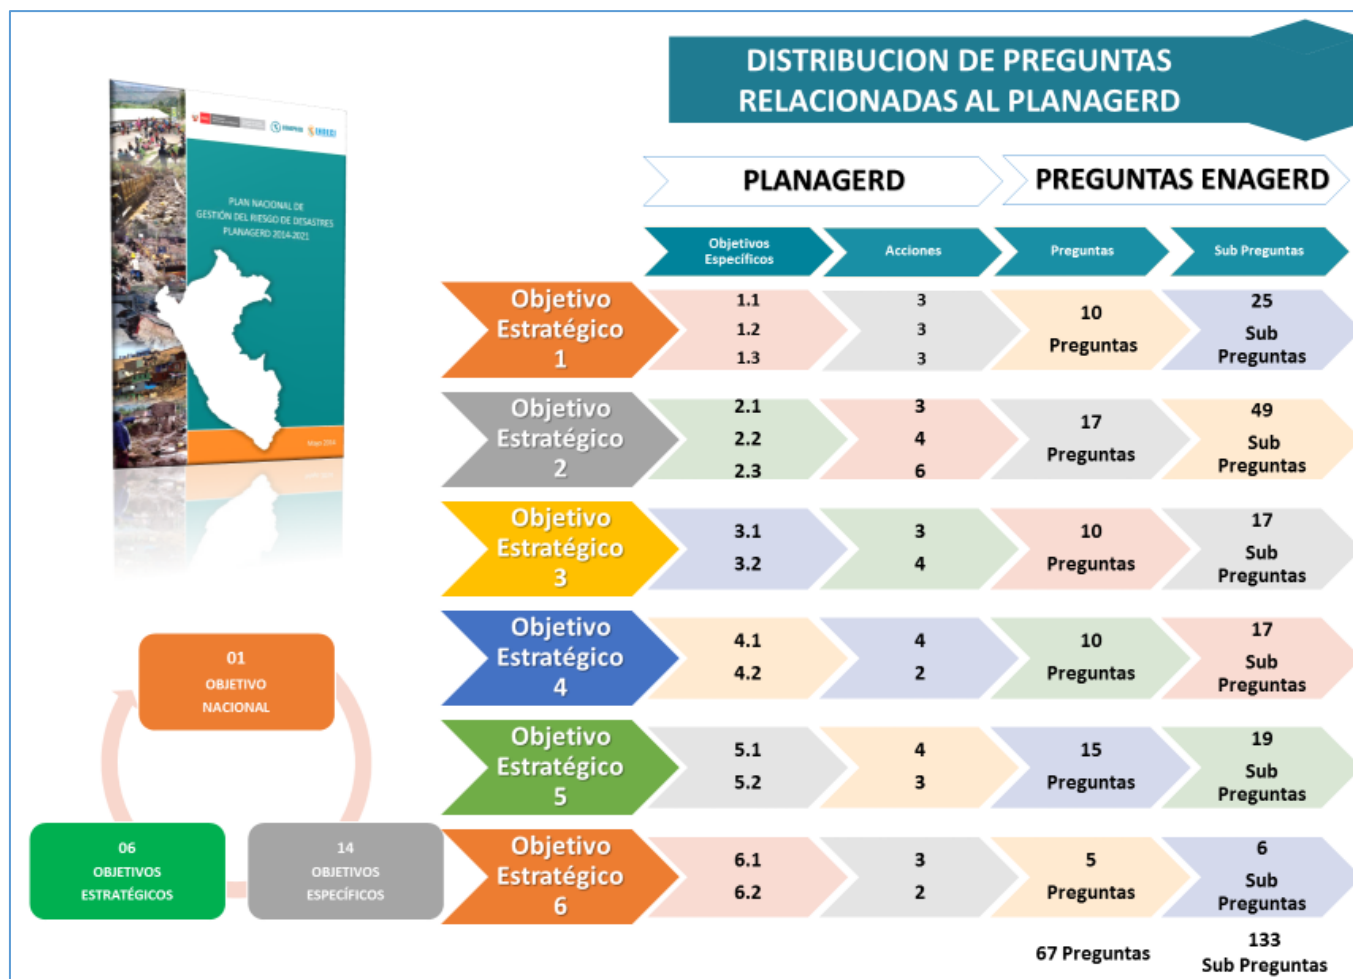 DISTRIBUCION DE PREGUNTAS
RELACIONADAS AL PLANAGERD
PLAN NACIONAL DE
GESTIÓN DEL RIESGO DE DESASTRES
PLANAGERD 2014-2021
PLANAGERD
PREGUNTAS ENAGERD
Objetivos
Específicos
Acciones
Preguntas
Sub Preguntas
Objetivo
Estratégico
1
1.1
1.2
1.3
3
3
3
10
Preguntas
25
Sub
Preguntas
Objetivo
Estratégico
2
2.1
2.2
2.3
3
4
6
17
Preguntas
49
Sub
Preguntas
Objetivo
Estratégico
3
3.1
3.2
3
4
10
Preguntas
17
Sub
Preguntas
Objetivo
Estratégico
4
4.1
4.2
4
2
10
Preguntas
17
Sub
Preguntas
Objetivo
Estratégico
5
5.1
5.2
4
3
15
Preguntas
19
Sub
Preguntas
Objetivo
Estratégico
6
6.1
6.2
3
2
5
Preguntas
6
Sub
Preguntas
67 Preguntas
133
Sub Preguntas
01
OBJETIVO
NACIONAL
06
OBJETIVOS
ESTRATÉGICOS
14
OBJETIVOS
ESPECÍFICOS